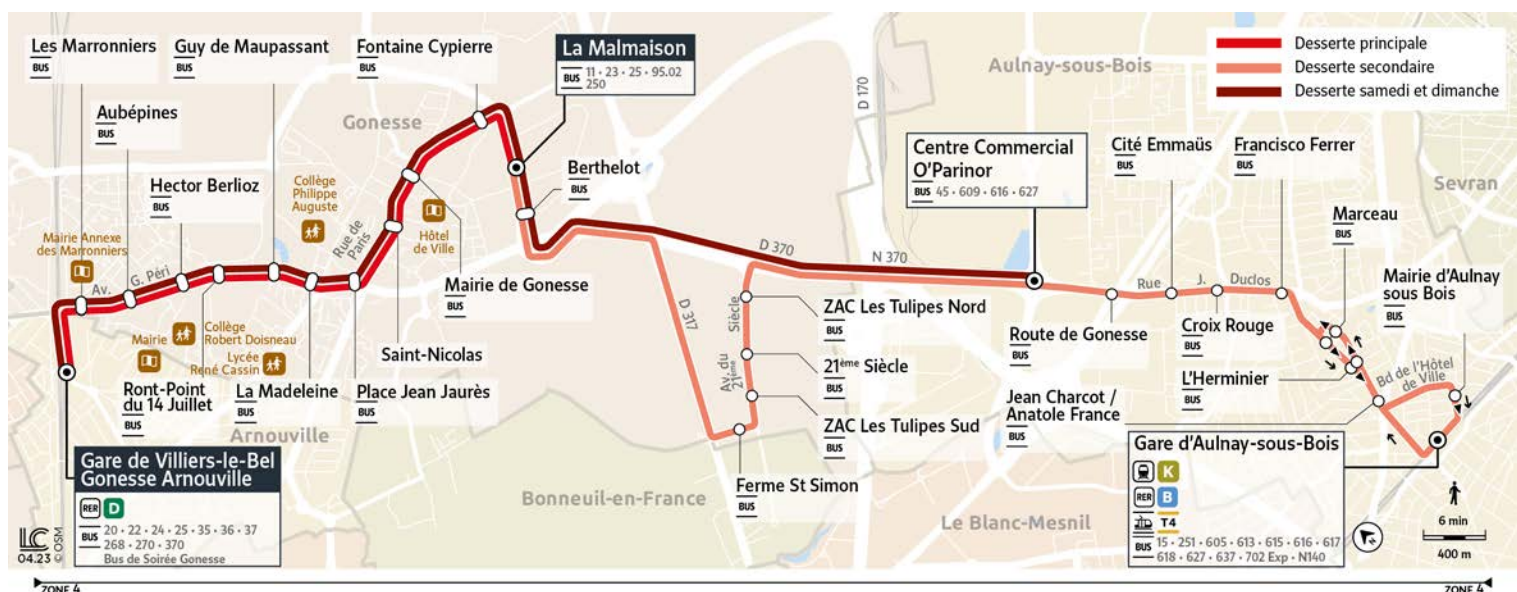 Les Marronniers
BUS
Guy de Maupassant
BUS
Fontaine Cypierre
BUS
La Malmaison
BUS 11 • 23 • 25 • 95.02
250
Aulnay-sous-Bois
D 170
Desserte principale
Desserte secondaire
Desserte samedi et dimanche
Aubépines
BUS
Gonesse
Berthelot
BUS
Centre Commercial
O'Parinor
BUS 45 • 609 • 616 • 627
Cité Emmaüs
BUS
Francisco Ferrer
BUS
Sevran
Hector Berlioz
BUS
Collège
Philippe
Auguste
Rue de
Paris
Hôtel
de Ville
Marceau
BUS
Mairie Annexe
des Marronniers
Av.
G. Péri
Mairie de Gonesse
BUS
D 370
N 370
Rue
J.
Duclos
Mairie d'Aulnay
sous Bois
BUS
D 317
Av. du
21ème
Siècle
ZAC Les Tulipes Nord
BUS
21ème Siècle
BUS
ZAC Les Tulipes Sud
BUS
Route de Gonesse
BUS
Croix Rouge
BUS
L'Herminier
BUS
Bd de l'Hôtel
de Ville
Mairie
Collège
Robert Doisneau
Lycée
René Cassin
Saint-Nicolas
BUS
Ront-Point
du 14 Juillet
BUS
La Madeleine
BUS
Place Jean Jaurès
BUS
Jean Charcot /
Anatole France
BUS
Arnouville
Gare de Villiers-le-Bel
Gonesse Arnouville
RER D
BUS 20 • 22 • 24 • 25 • 35 • 36 • 37
268 • 270 • 370
Bus de Soirée Gonesse
Bonneuil-en-France
Ferme St Simon
BUS
Le Blanc-Mesnil
Gare d'Aulnay-sous-Bois
K
RER B
T4
BUS 15 • 251 • 605 • 613 • 615 • 616 • 617
618 • 627 • 637 • 702 Exp • N140
6 min
400 m
LC
04.23 © OSM
ZONE 4
ZONE 4